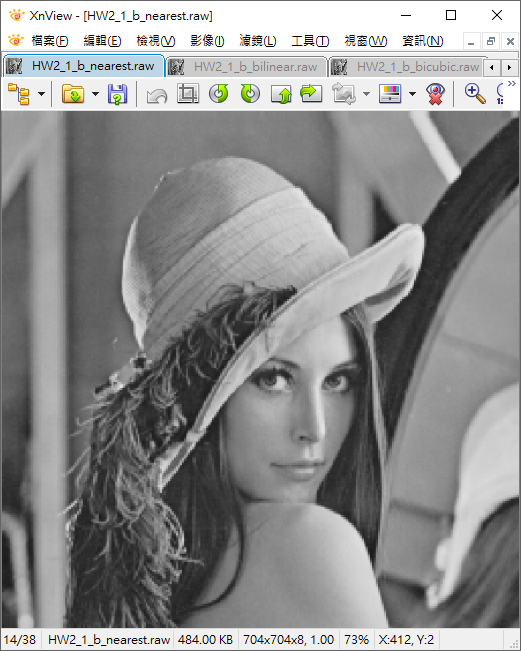 XnView - [HW2_1_b_nearest.raw]
檔案(F) 編輯(E) 檢視(V) 影像(I) 濾鏡(L) 工具(T) 視窗(W) 資訊(N)
HW2_1_b_nearest.raw HW2_1_b_bilinear.raw HW2_1_b_bicubic.raw
14/38 HW2_1_b_nearest.raw 484.00 KB 704x704x8, 1.00 73% X:412, Y:2